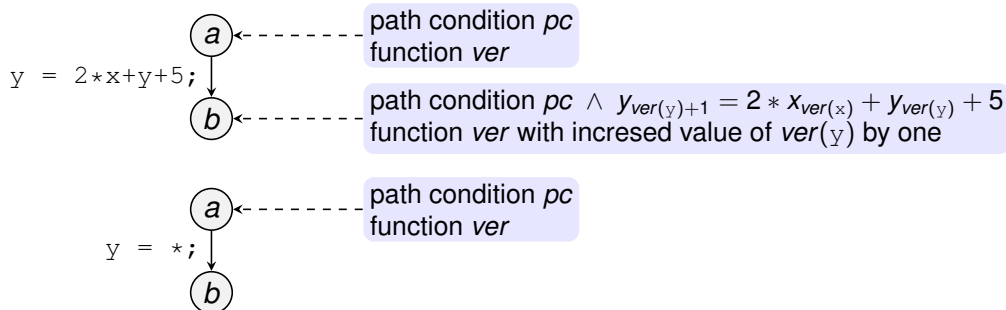 a
path condition pc
function ver
y = 2*x+y+5;
b
path condition pc ∧ y_{ver(y)+1} = 2 * x_{ver(x)} + y_{ver(y)} + 5
function ver with incresed value of ver(y) by one
a
path condition pc
function ver
y = *;
b